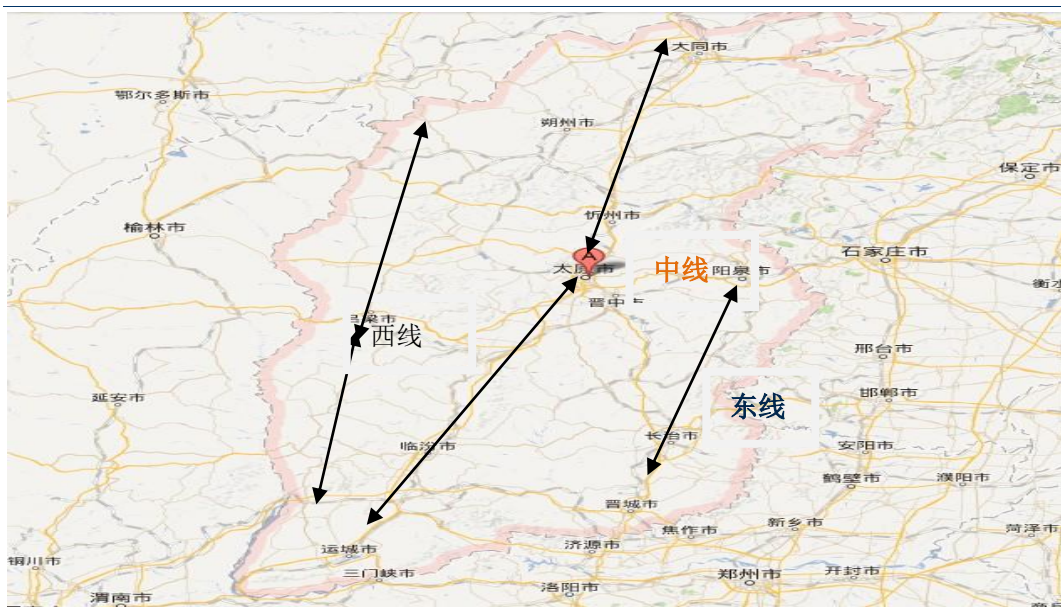 大同市
鄂尔多斯市
朔州市
保定市
忻州市
榆林市
石家庄市
A
太原市
中线
阳泉市
衡水
晋中
吕梁市
西线
邢台市
延安市
东线
邯郸市
长治市
临汾市
安阳市
鹤壁市
濮阳市
晋城市
新乡市
焦作市
菏泽市
运城市
济源市
铜川市
三门峡市
郑州市
开封市
洛阳市
渭南市